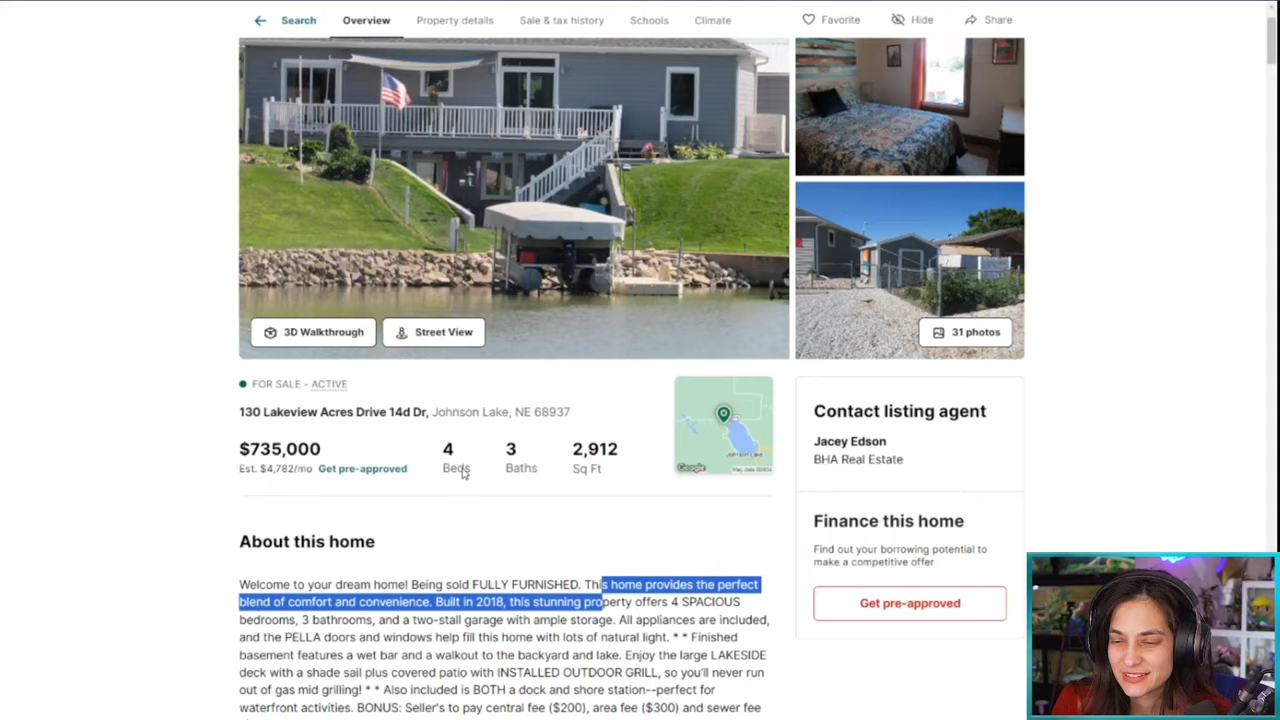 Search Overview Property details Sale & tax history Schools Climate Favorite Hide Share
3D Walkthrough Street View 31 photos
FOR SALE - ACTIVE
130 Lakeview Acres Drive 14d Dr, Johnson Lake, NE 68937
$735,000 4 3 2,912
Est. $4,782/mo Get pre-approved Beds Baths Sq Ft
Google
About this home
Welcome to your dream home! Being sold FULLY FURNISHED. This home provides the perfect
blend of comfort and convenience. Built in 2018, this stunning property offers 4 SPACIOUS
bedrooms, 3 bathrooms, and a two-stall garage with ample storage. All appliances are included,
and the PELLA doors and windows help fill this home with lots of natural light. * * Finished
basement features a wet bar and a walkout to the backyard and lake. Enjoy the large LAKESIDE
deck with a shade sail plus covered patio with INSTALLED OUTDOOR GRILL, so you'll never run
out of gas mid grilling! * * Also included is BOTH a dock and shore station--perfect for
waterfront activities. BONUS: Seller's to pay central fee ($200), area fee ($300) and sewer fee
Contact listing agent
Jacey Edson
BHA Real Estate
Finance this home
Find out your borrowing potential to
make a competitive offer
Get pre-approved